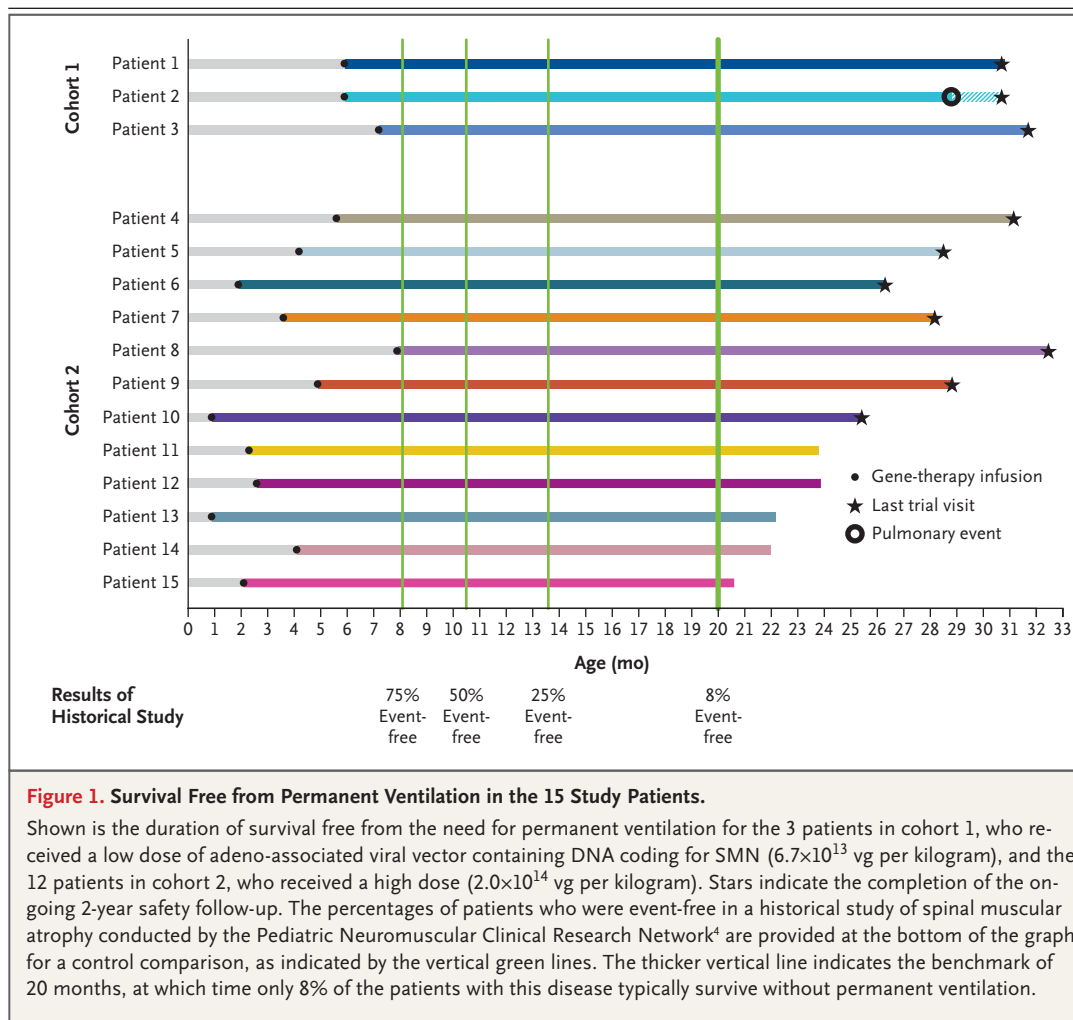 Cohort 1
Patient 1
Patient 2
Patient 3
Cohort 2
Patient 4
Patient 5
Patient 6
Patient 7
Patient 8
Patient 9
Patient 10
Patient 11
Patient 12
Patient 13
Patient 14
Patient 15
Gene-therapy infusion
Last trial visit
Pulmonary event
0 1 2 3 4 5 6 7 8 9 10 11 12 13 14 15 16 17 18 19 20 21 22 23 24 25 26 27 28 29 30 31 32 33
Age (mo)
Results of
Historical Study
75%
Event-
free
50%
Event-
free
25%
Event-
free
8%
Event-
free
Figure 1. Survival Free from Permanent Ventilation in the 15 Study Patients.
Shown is the duration of survival free from the need for permanent ventilation for the 3 patients in cohort 1, who re-
ceived a low dose of adeno-associated viral vector containing DNA coding for SMN (6.7×10¹³ vg per kilogram), and the
12 patients in cohort 2, who received a high dose (2.0×10¹⁴ vg per kilogram). Stars indicate the completion of the on-
going 2-year safety follow-up. The percentages of patients who were event-free in a historical study of spinal muscular
atrophy conducted by the Pediatric Neuromuscular Clinical Research Network⁴ are provided at the bottom of the graph
for a control comparison, as indicated by the vertical green lines. The thicker vertical line indicates the benchmark of
20 months, at which time only 8% of the patients with this disease typically survive without permanent ventilation.